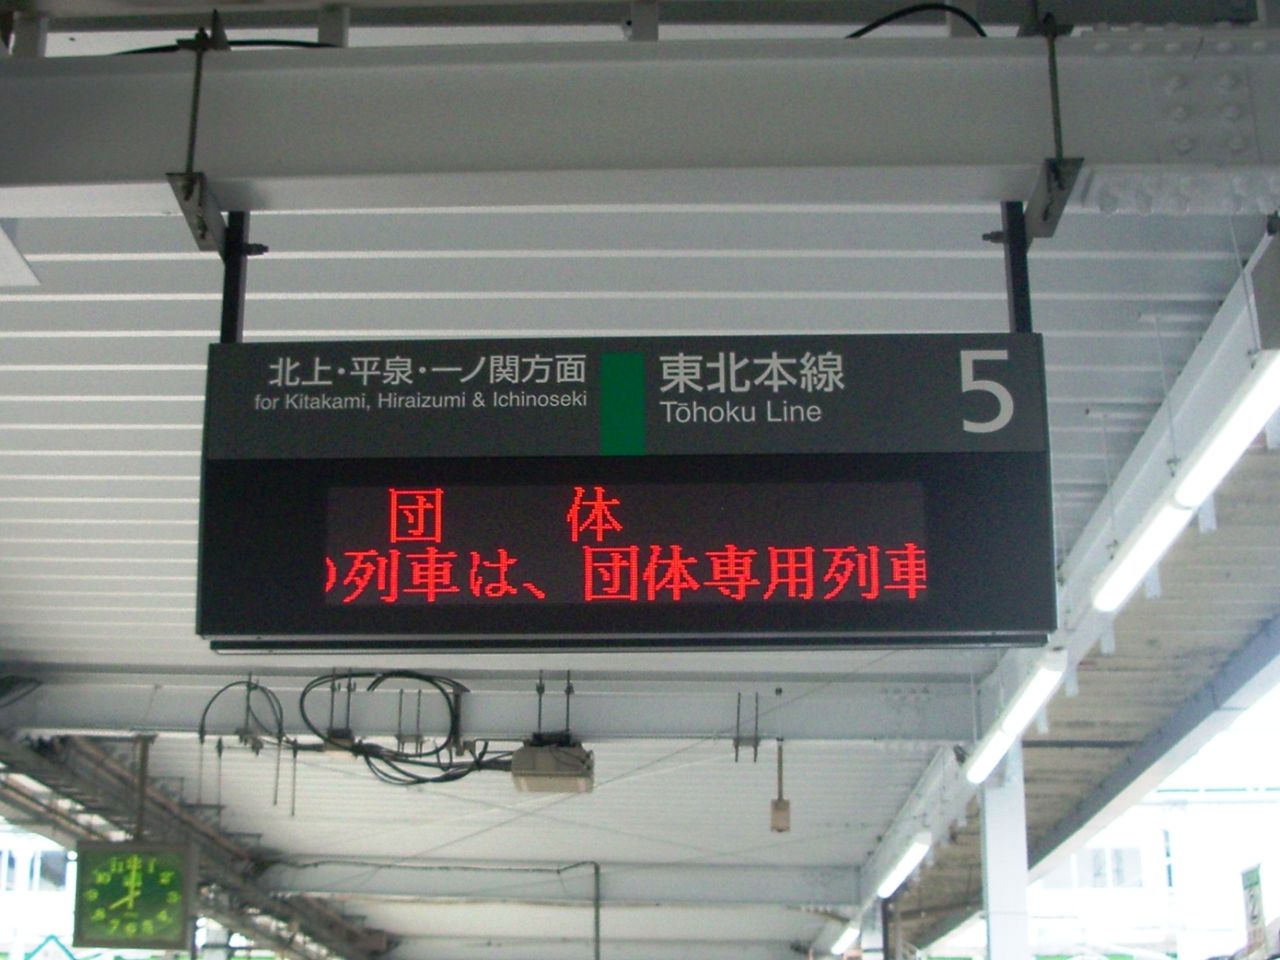 北上・平泉・一ノ関方面
for Kitakami, Hiraizumi & Ichinoseki
東北本線
Tōhoku Line
5
団体
の列車は、団体専用列車